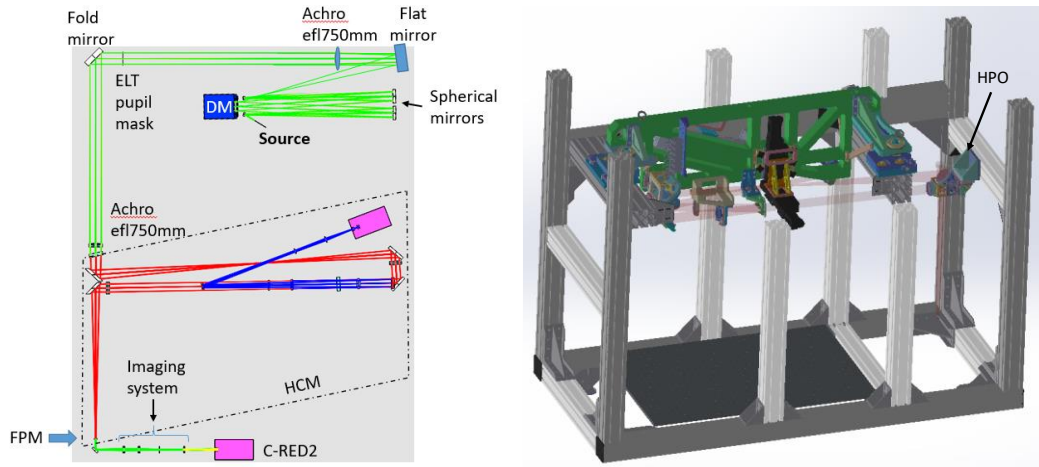 Fold
mirror
Achro
efl750mm
Flat
mirror
ELT
pupil
mask
DM
Source
Spherical
mirrors
HPO
Achro
efl750mm
Imaging
system
HCM
FPM
C-RED2